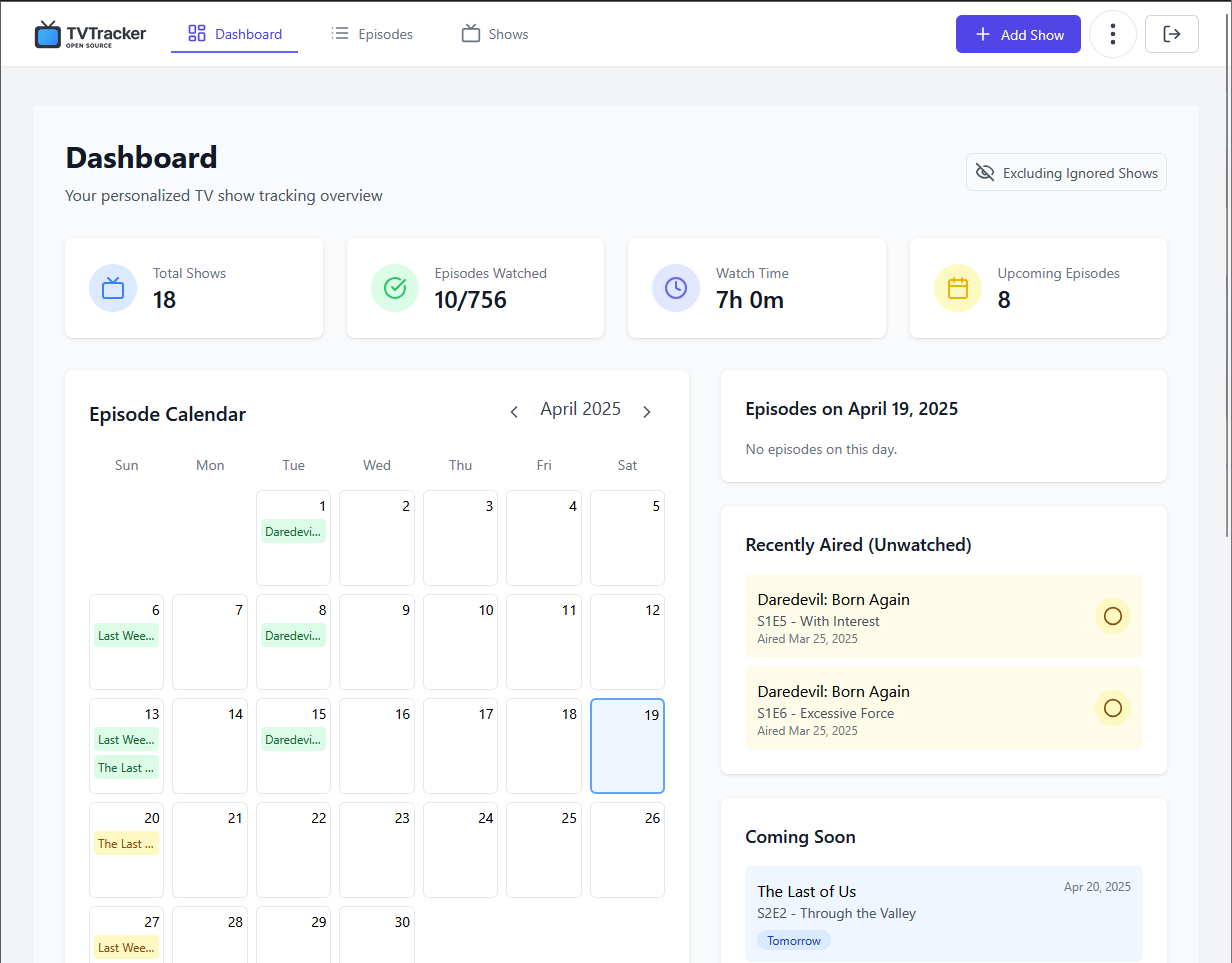 TVTracker
OPEN SOURCE
Dashboard
Episodes
Shows
Add Show
Dashboard
Your personalized TV show tracking overview
Excluding Ignored Shows
Total Shows
18
Episodes Watched
10/756
Watch Time
7h 0m
Upcoming Episodes
8
Episode Calendar
April 2025
Sun Mon Tue Wed Thu Fri Sat
1 2 3 4 5
Daredevi...
6 7 8 9 10 11 12
Last Wee... Daredevi...
13 14 15 16 17 18 19
Last Wee... Daredevi...
The Last ...
20 21 22 23 24 25 26
The Last ...
27 28 29 30
Last Wee...
Episodes on April 19, 2025
No episodes on this day.
Recently Aired (Unwatched)
Daredevil: Born Again
S1E5 - With Interest
Aired Mar 25, 2025
Daredevil: Born Again
S1E6 - Excessive Force
Aired Mar 25, 2025
Coming Soon
The Last of Us
Apr 20, 2025
S2E2 - Through the Valley
Tomorrow